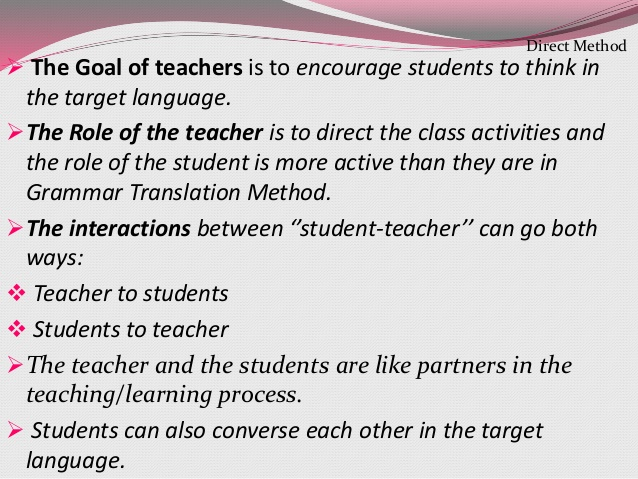 Direct Method
➢ The Goal of teachers is to encourage students to think in
the target language.
➢ The Role of the teacher is to direct the class activities and
the role of the student is more active than they are in
Grammar Translation Method.
➢ The interactions between ‘’student-teacher’’ can go both
ways:
❖ Teacher to students
❖ Students to teacher
➢ The teacher and the students are like partners in the
teaching/learning process.
➢ Students can also converse each other in the target
language.